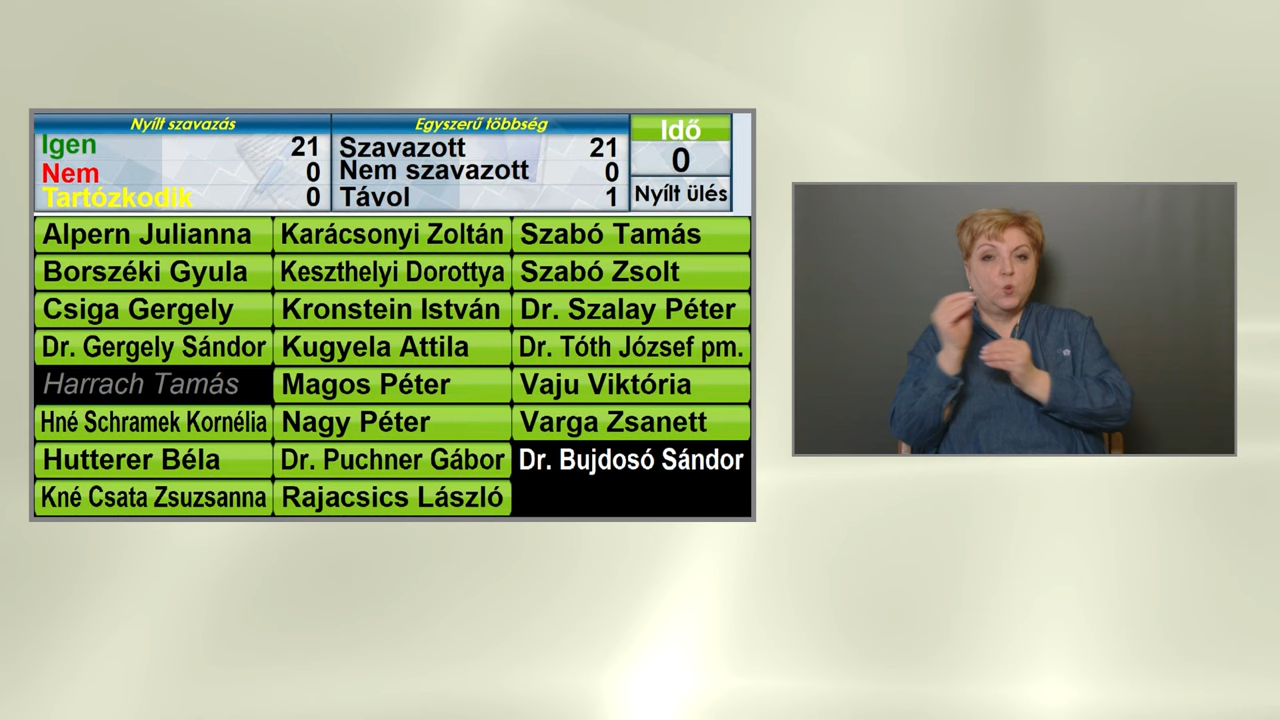 Nyílt szavazás
Igen 21
Nem 0
Tartózkodik 0
Egyszerű többség
Szavazott 21
Nem szavazott 0
Távol 1
Idő
0
Nyílt ülés
Alpern Julianna Karácsonyi Zoltán Szabó Tamás
Borszéki Gyula Keszthelyi Dorottya Szabó Zsolt
Csiga Gergely Kronstein István Dr. Szalay Péter
Dr. Gergely Sándor Kugyela Attila Dr. Tóth József pm.
Harrach Tamás Magos Péter Vaju Viktória
Hné Schramek Kornélia Nagy Péter Varga Zsanett
Hutterer Béla Dr. Puchner Gábor Dr. Bujdosó Sándor
Kné Csata Zsuzsanna Rajacsics László